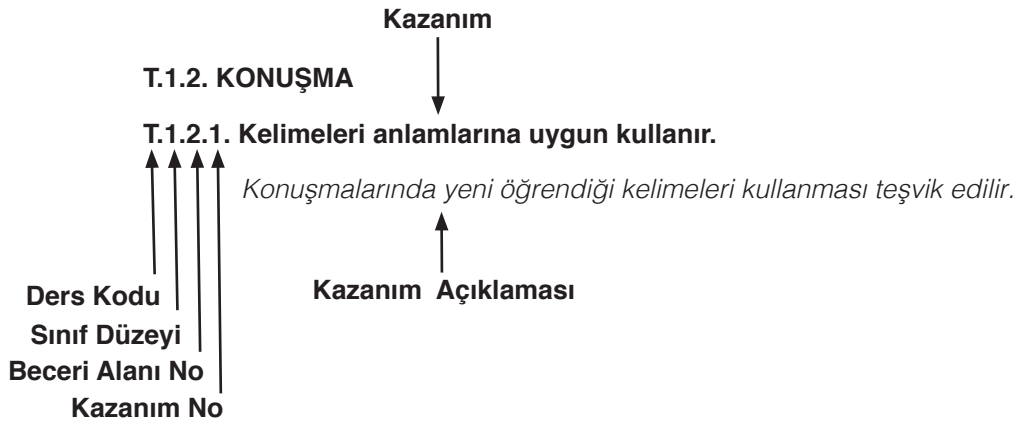 Kazanım
T.1.2. KONUŞMA
T.1.2.1. Kelimeleri anlamlarına uygun kullanır.
Konuşmalarında yeni öğrendiği kelimeleri kullanması teşvik edilir.
Ders Kodu
Kazanım Açıklaması
Sınıf Düzeyi
Beceri Alanı No
Kazanım No